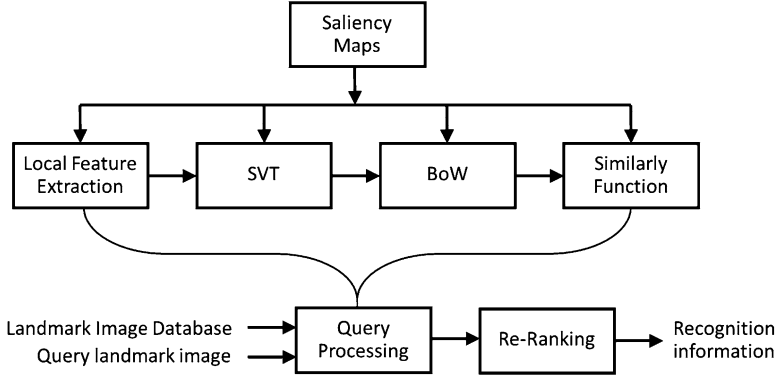 Saliency
Maps
Local Feature
Extraction
SVT
BoW
Similarly
Function
Landmark Image Database
Query landmark image
Query
Processing
Re-Ranking
Recognition
information